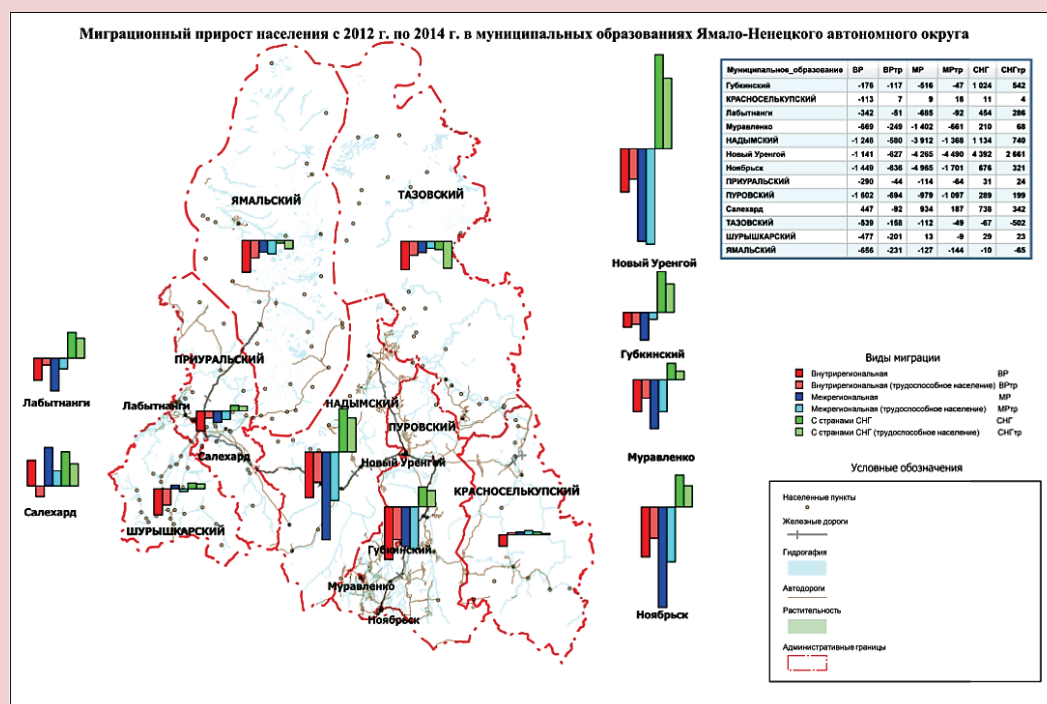 Миграционный прирост населения с 2012 г. по 2014 г. в муниципальных образованиях Ямало-Ненецкого автономного округа
Муниципальное_образование ВР ВРтр МР МРтр СНГ СНГтр
Губкинский -176 -117 -516 -47 1 024 542
КРАСНОСЕЛЬКУПСКИЙ -113 7 9 18 11 4
Лабытнанги -342 -51 -685 -92 454 286
Муравленко -669 -249 -1 402 -661 210 68
НАДЫМСКИЙ -1 248 -580 -3 912 -1 368 1 134 740
Новый Уренгой -1 141 -627 -4 265 -4 490 4 392 2 661
Ноябрьск -1 449 -636 -4 965 -1 701 676 321
ПРИУРАЛЬСКИЙ -290 -44 -114 -64 31 24
ПУРОВСКИЙ -1 602 -694 -979 -1 097 289 199
Салехард 447 -92 934 187 738 342
ТАЗОВСКИЙ -539 -158 -112 -49 -67 -502
ШУРЫШКАРСКИЙ -477 -201 13 -9 29 23
ЯМАЛЬСКИЙ -656 -231 -127 -144 -10 -65
ЯМАЛЬСКИЙ
ТАЗОВСКИЙ
Новый Уренгой
ПРИУРАЛЬСКИЙ
Губкинский
Лабытнанги
Лабытнанги
НАДЫМСКИЙ
ПУРОВСКИЙ
Салехард
Новый Уренгой
Муравленко
Салехард
КРАСНОСЕЛЬКУПСКИЙ
ШУРЫШКАРСКИЙ
Губкинский
Муравленко
Ноябрьск
Ноябрьск
Виды миграции
Внутрирегиональная ВР
Внутрирегиональная (трудоспособное население) ВРтр
Межрегиональная МР
Межрегиональная (трудоспособное население) МРтр
С странами СНГ СНГ
С странами СНГ (трудоспособное население) СНГтр
Условные обозначения
Населенные пункты
Железные дороги
Гидрогафия
Автодороги
Растительность
Административные границы